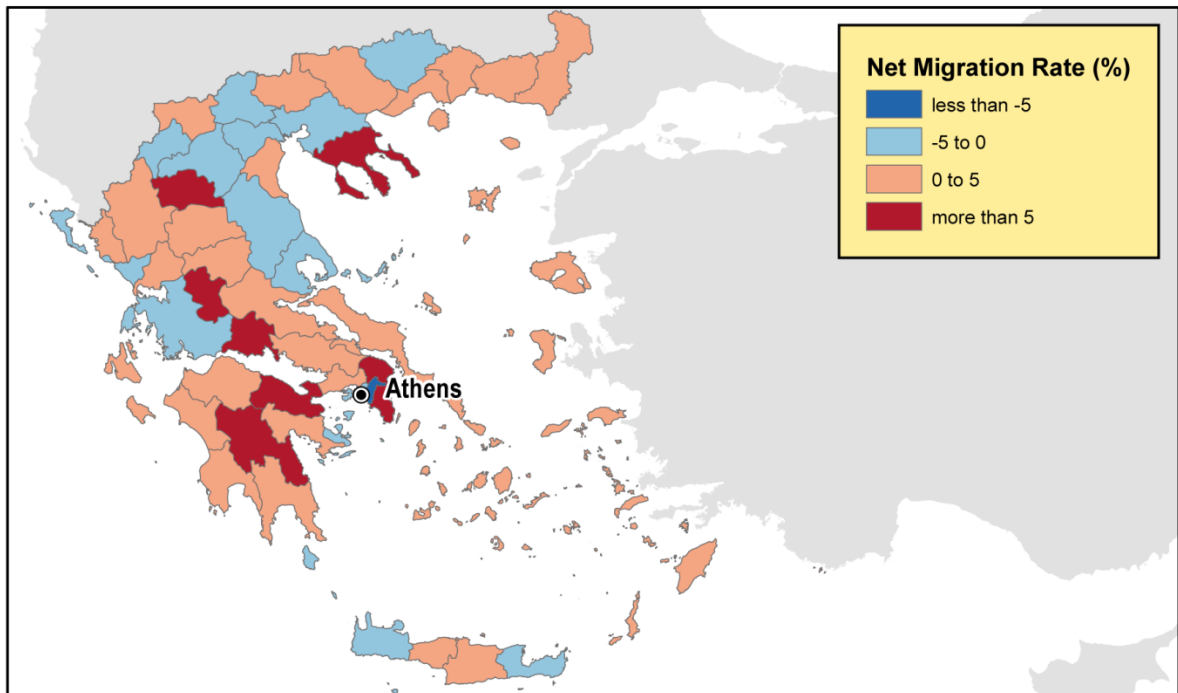 Net Migration Rate (%)
less than -5
-5 to 0
0 to 5
more than 5
Athens